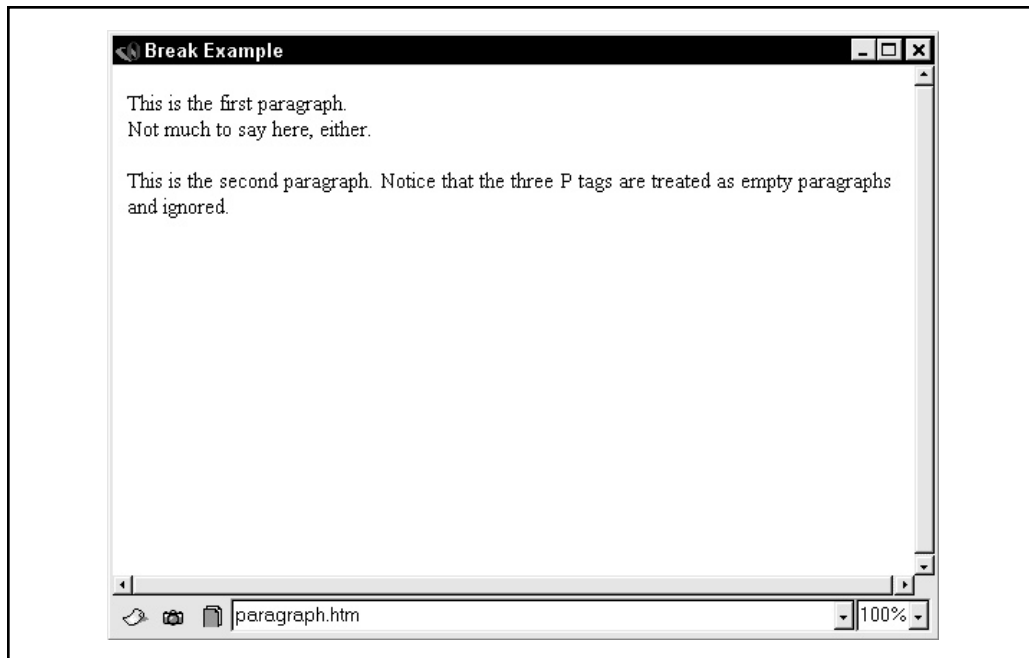 Break Example
This is the first paragraph.
Not much to say here, either.
This is the second paragraph. Notice that the three P tags are treated as empty paragraphs
and ignored.
paragraph.htm
100%